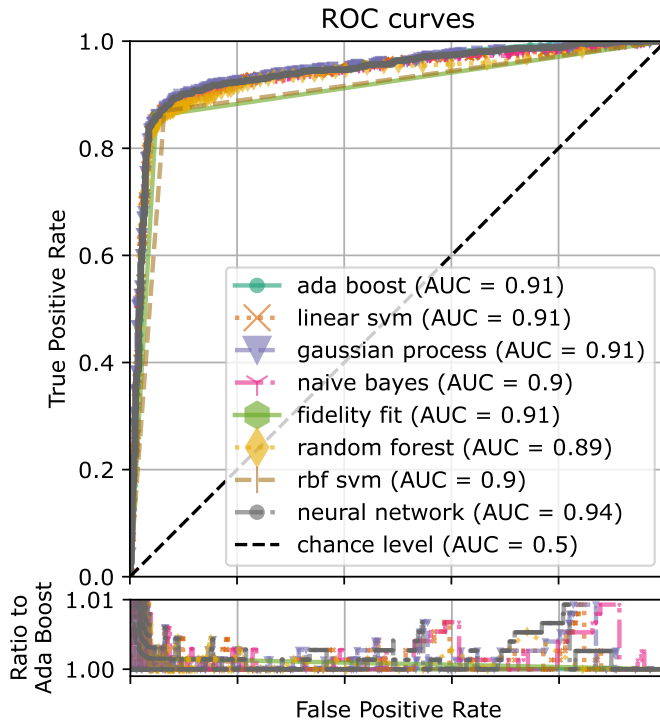 ROC curves
1.0
0.8
0.6
0.4
0.2
0.0
True Positive Rate
ada boost (AUC = 0.91)
linear svm (AUC = 0.91)
gaussian process (AUC = 0.91)
naive bayes (AUC = 0.9)
fidelity fit (AUC = 0.91)
random forest (AUC = 0.89)
rbf svm (AUC = 0.9)
neural network (AUC = 0.94)
chance level (AUC = 0.5)
Ratio to
Ada Boost
1.01
1.00
False Positive Rate